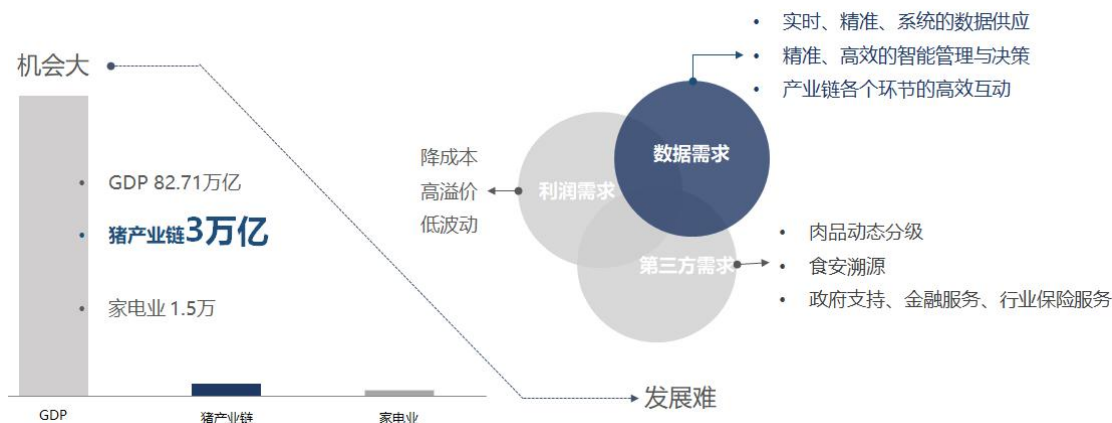 机会大
GDP 82.71万亿
猪产业链3万亿
家电业 1.5万
GDP
猪产业链
家电业
实时、精准、系统的数据供应
精准、高效的智能管理与决策
产业链各个环节的高效互动
数据需求
降成本
高溢价
低波动
利润需求
第三方需求
肉品动态分级
食安溯源
政府支持、金融服务、行业保险服务
发展难